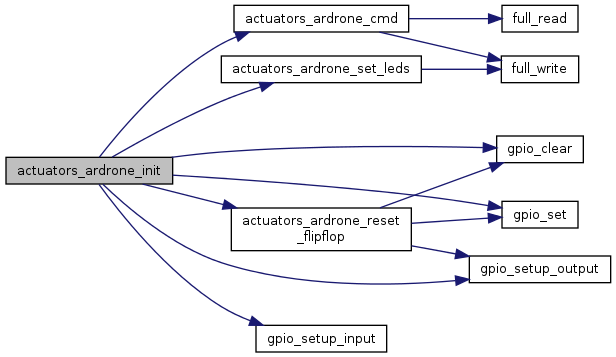 actuators_ardrone_cmd
full_read
actuators_ardrone_set_leds
full_write
actuators_ardrone_init
gpio_clear
actuators_ardrone_reset
_flipflop
gpio_set
gpio_setup_output
gpio_setup_input